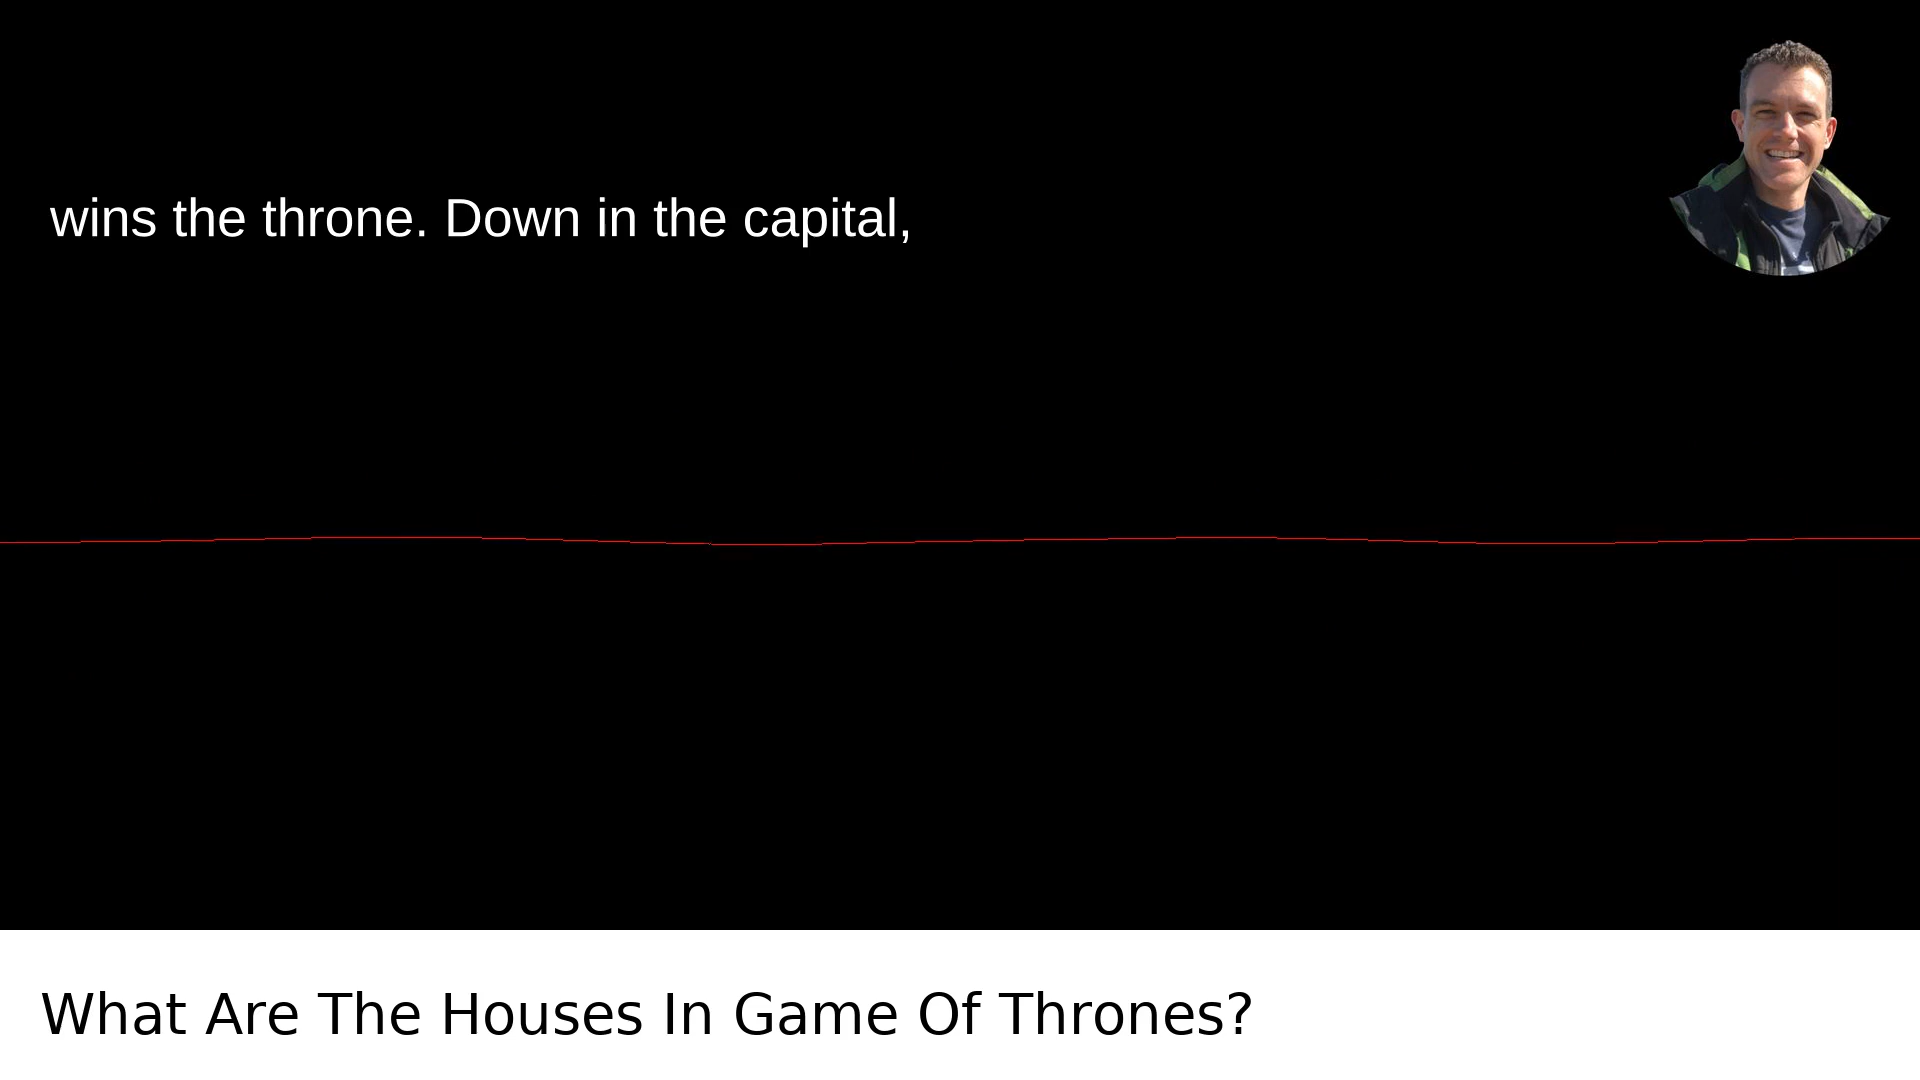 wins the throne. Down in the capital,
What Are The Houses In Game Of Thrones?